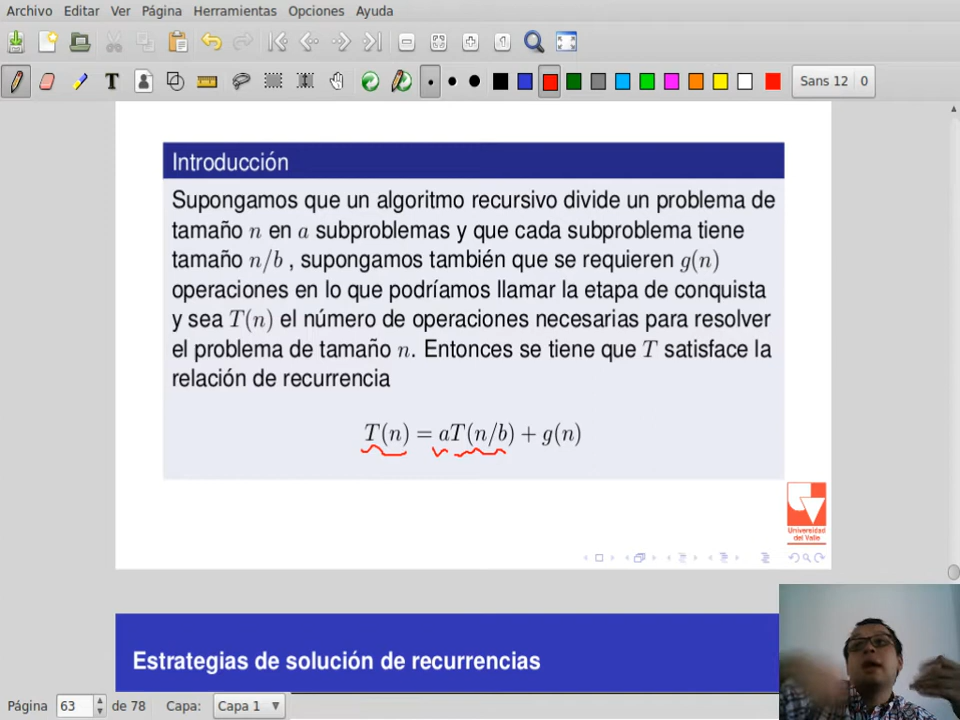 Archivo Editar Ver Página Herramientas Opciones Ayuda
T Sans 12 0
Introducción
Supongamos que un algoritmo recursivo divide un problema de
tamaño n en a subproblemas y que cada subproblema tiene
tamaño n/b , supongamos también que se requieren g(n)
operaciones en lo que podríamos llamar la etapa de conquista
y sea T(n) el número de operaciones necesarias para resolver
el problema de tamaño n. Entonces se tiene que T satisface la
relación de recurrencia
T(n) = aT(n/b) + g(n)
Universidad
del Valle
Estrategias de solución de recurrencias
Página 63 de 78 Capa: Capa 1